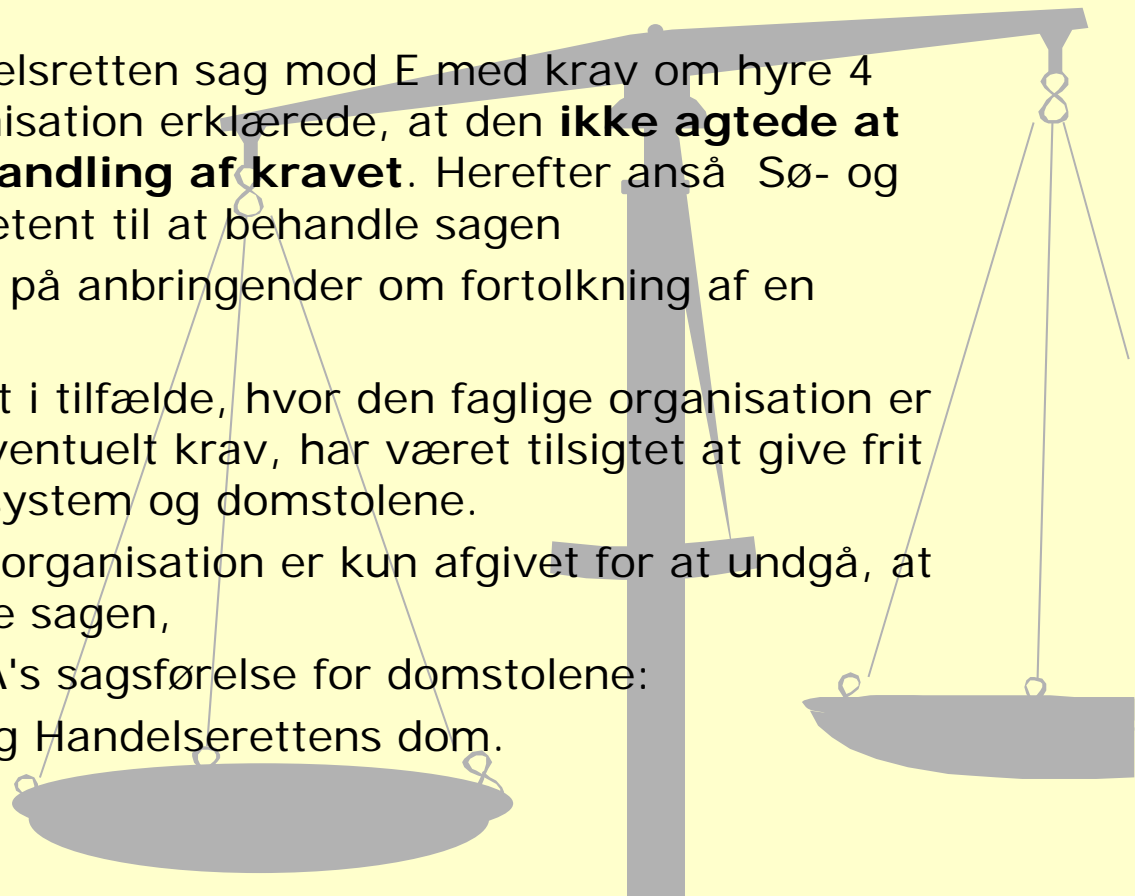 elsretten sag mod E med krav om hyre 4
nisation erklærede, at den ikke agtede at
andling af kravet. Herefter anså  Sø- og
etent til at behandle sagen
på anbringender om fortolkning af en
t i tilfælde, hvor den faglige organisation er
ventuelt krav, har været tilsigtet at give frit
system og domstolene.
organisation er kun afgivet for at undgå, at
e sagen,
A's sagsførelse for domstolene:
g Handelserettens dom.